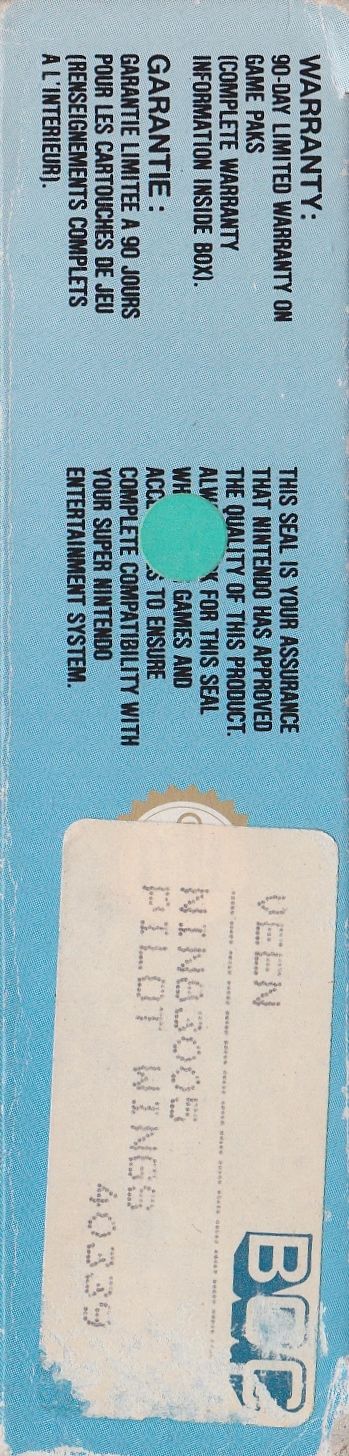 WARRANTY:
90-DAY LIMITED WARRANTY ON
GAME PAKS
(COMPLETE WARRANTY
INFORMATION INSIDE BOX).
GARANTIE :
GARANTIE LIMITEE A 90 JOURS
POUR LES CARTOUCHES DE JEU
(RENSEIGNEMENTS COMPLETS
A L'INTERIEUR).
THIS SEAL IS YOUR ASSURANCE
THAT NINTENDO HAS APPROVED
THE QUALITY OF THIS PRODUCT.
FOR THIS SEAL
GAMES AND
TO ENSURE
COMPLETE COMPATIBILITY WITH
YOUR SUPER NINTENDO
ENTERTAINMENT SYSTEM.
BCC
VEEN
NIN63005
PILOT WINGS
40339